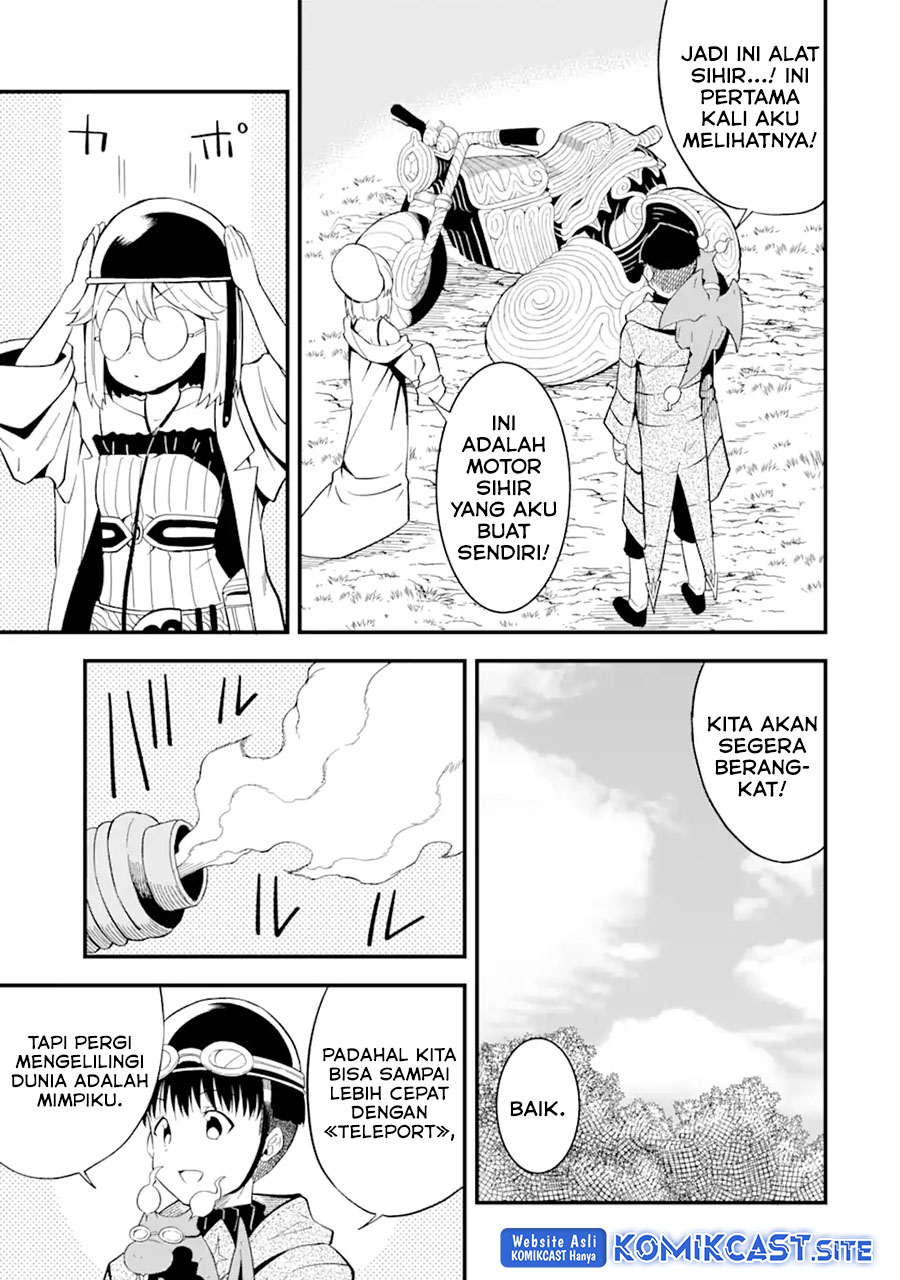 JADI INI ALAT
SIHIR...! INI
PERTAMA
KALI AKU
MELIHATNYA!
INI
ADALAH
MOTOR
SIHIR
YANG AKU
BUAT
SENDIRI!
カポ
KITA AKAN
SEGERA
BERANG-
KAT!
BAIK.
ルルル
ルル
PADAHAL KITA
BISA SAMPAI
LEBIH CEPAT
DENGAN
«TELEPORT»,
TAPI PERGI
MENGELILINGI
DUNIA ADALAH
MIMPIKU.
Website Asli
KOMIKCAST Hanya
KOMIKCAST.SITE